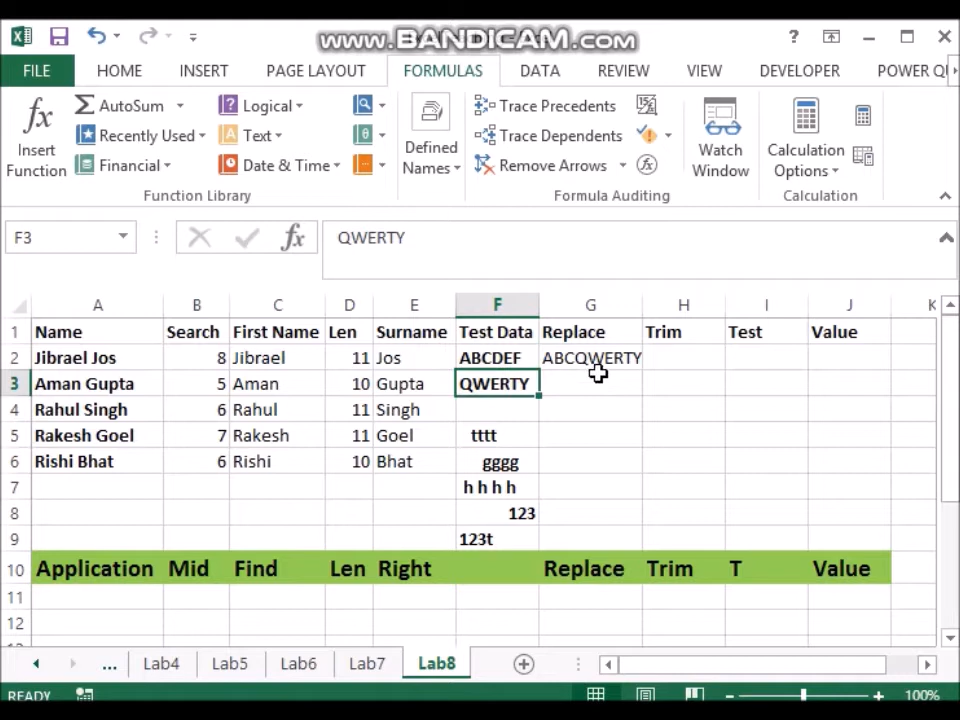 www.BANDICAM.com
FILE HOME INSERT PAGE LAYOUT FORMULAS DATA REVIEW VIEW DEVELOPER POWER QU
AutoSum Logical Trace Precedents
Insert Function Recently Used Text Defined Names Trace Dependents Watch Window Calculation Options
Financial Date & Time Remove Arrows
Function Library Formula Auditing Calculation
F3 fx QWERTY
A B C D E F G H I J K
1 Name Search First Name Len Surname Test Data Replace Trim Test Value
2 Jibrael Jos 8 Jibrael 11 Jos ABCDEF ABCQWERTY
3 Aman Gupta 5 Aman 10 Gupta QWERTY
4 Rahul Singh 6 Rahul 11 Singh
5 Rakesh Goel 7 Rakesh 11 Goel tttt
6 Rishi Bhat 6 Rishi 10 Bhat gggg
7 h h h h
8 123
9 123t
10 Application Mid Find Len Right Replace Trim T Value
11
12
... Lab4 Lab5 Lab6 Lab7 Lab8
READY 100%